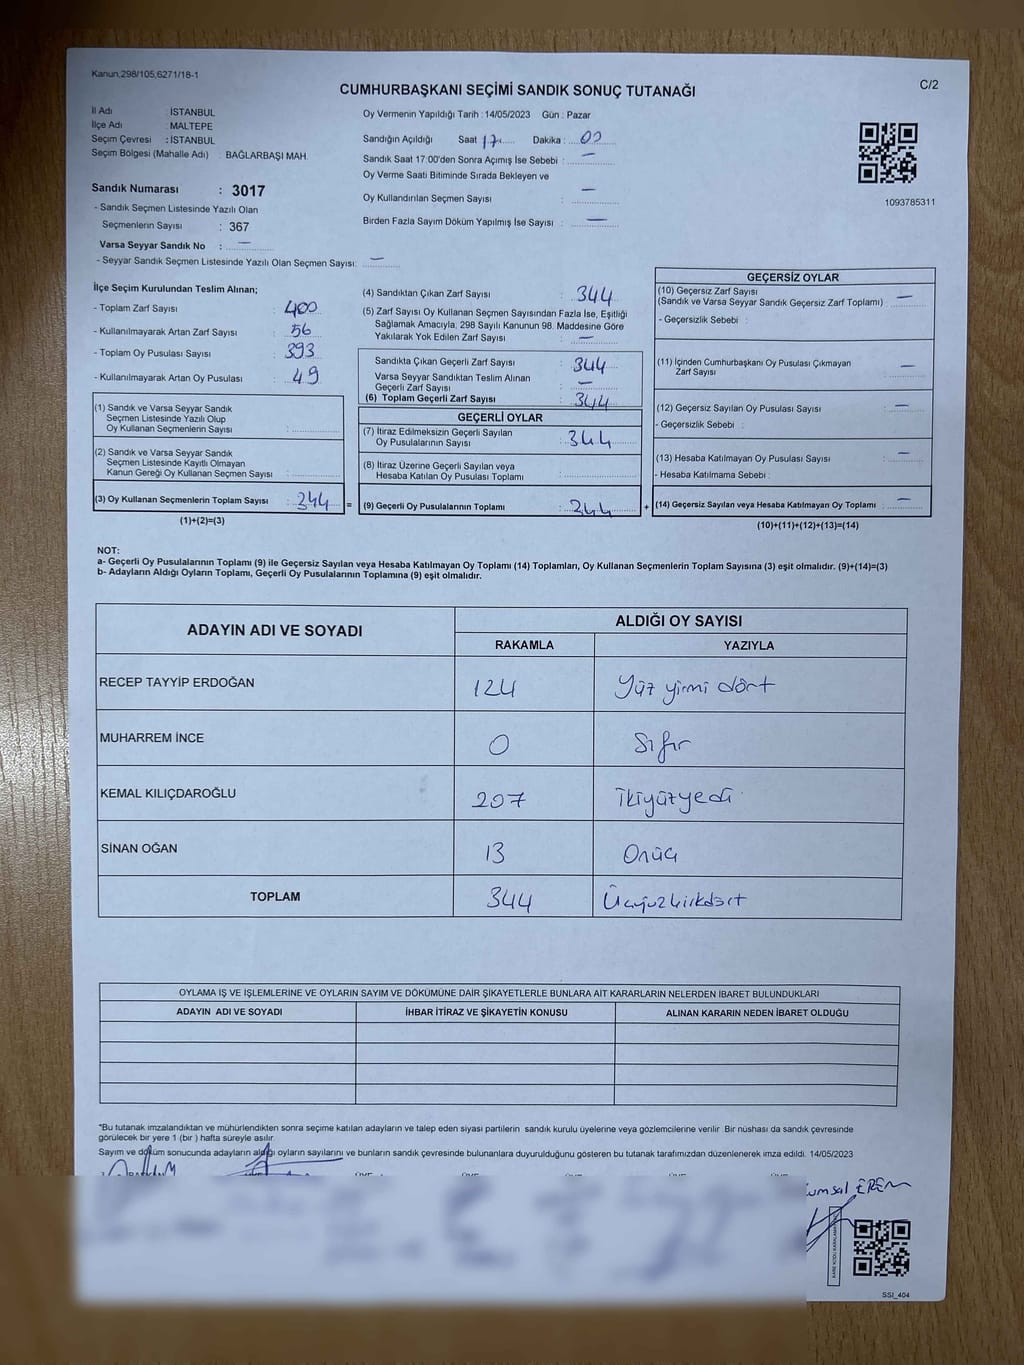 Kanun,298/105,6271/18-1
C/2
CUMHURBAŞKANI SEÇİMİ SANDIK SONUÇ TUTANAĞI
İl Adı : İSTANBUL
İlçe Adı : MALTEPE
Seçim Çevresi : İSTANBUL
Seçim Bölgesi (Mahalle Adı) : BAĞLARBAŞI MAH.
Sandık Numarası : 3017
- Sandık Seçmen Listesinde Yazılı Olan
Seçmenlerin Sayısı : 367
Varsa Seyyar Sandık No : —
- Seyyar Sandık Seçmen Listesinde Yazılı Olan Seçmen Sayısı: —
Oy Vermenin Yapıldığı Tarih : 14/05/2023 Gün : Pazar
Sandığın Açıldığı Saat 17 Dakika : 00
Sandık Saat 17:00'den Sonra Açımış İse Sebebi : —
Oy Verme Saati Bitiminde Sırada Bekleyen ve
Oy Kullandırılan Seçmen Sayısı : —
Birden Fazla Sayım Döküm Yapılmış İse Sayısı : —
1093785311
İlçe Seçim Kurulundan Teslim Alınan;
- Toplam Zarf Sayısı : 400
- Kullanılmayarak Artan Zarf Sayısı : 56
- Toplam Oy Pusulası Sayısı : 393
- Kullanılmayarak Artan Oy Pusulası : 49
(1) Sandık ve Varsa Seyyar Sandık
Seçmen Listesinde Yazılı Olup
Oy Kullanan Seçmenlerin Sayısı :
(2) Sandık ve Varsa Seyyar Sandık
Seçmen Listesinde Kayıtlı Olmayan
Kanun Gereği Oy Kullanan Seçmen Sayısı :
(3) Oy Kullanan Seçmenlerin Toplam Sayısı : 344 =
(1)+(2)=(3)
(4) Sandıktan Çıkan Zarf Sayısı : 344
(5) Zarf Sayısı Oy Kullanan Seçmen Sayısından Fazla İse, Eşitliği
Sağlamak Amacıyla; 298 Sayılı Kanunun 98. Maddesine Göre
Yakılarak Yok Edilen Zarf Sayısı : —
Sandıkta Çıkan Geçerli Zarf Sayısı : 344
Varsa Seyyar Sandıktan Teslim Alınan
Geçerli Zarf Sayısı : —
(6) Toplam Geçerli Zarf Sayısı : 344
GEÇERLİ OYLAR
(7) İtiraz Edilmeksizin Geçerli Sayılan
Oy Pusulalarının Sayısı : 344
(8) İtiraz Üzerine Geçerli Sayılan veya
Hesaba Katılan Oy Pusulası Toplamı :
(9) Geçerli Oy Pusulalarının Toplamı : 344 +
GEÇERSİZ OYLAR
(10) Geçersiz Zarf Sayısı
(Sandık ve Varsa Seyyar Sandık Geçersiz Zarf Toplamı) : —
- Geçersizlik Sebebi :
(11) İçinden Cumhurbaşkanı Oy Pusulası Çıkmayan
Zarf Sayısı : —
(12) Geçersiz Sayılan Oy Pusulası Sayısı : —
- Geçersizlik Sebebi :
(13) Hesaba Katılmayan Oy Pusulası Sayısı : —
- Hesaba Katılmama Sebebi :
(14) Geçersiz Sayılan veya Hesaba Katılmayan Oy Toplamı : —
(10)+(11)+(12)+(13)=(14)
NOT:
a- Geçerli Oy Pusulalarının Toplamı (9) ile Geçersiz Sayılan veya Hesaba Katılmayan Oy Toplamı (14) Toplamları, Oy Kullanan Seçmenlerin Toplam Sayısına (3) eşit olmalıdır. (9)+(14)=(3)
b- Adayların Aldığı Oyların Toplamı, Geçerli Oy Pusulalarının Toplamına (9) eşit olmalıdır.
ADAYIN ADI VE SOYADI ALDIĞI OY SAYISI
RAKAMLA YAZIYLA
RECEP TAYYİP ERDOĞAN 124 Yüz yirmi dört
MUHARREM İNCE 0 Sıfır
KEMAL KILIÇDAROĞLU 207 İkiyüzyedi
SİNAN OĞAN 13 Onüç
TOPLAM 344 Üçyüzkırkdört
OYLAMA İŞ VE İŞLEMLERİNE VE OYLARIN SAYIM VE DÖKÜMÜNE DAİR ŞİKAYETLERLE BUNLARA AİT KARARLARIN NELERDEN İBARET BULUNDUKLARI
ADAYIN ADI VE SOYADI İHBAR İTİRAZ VE ŞİKAYETİN KONUSU ALINAN KARARIN NEDEN İBARET OLDUĞU
*Bu tutanak imzalandıktan ve mühürlendikten sonra seçime katılan adayların ve talep eden siyasi partilerin sandık kurulu üyelerine veya gözlemcilerine verilir. Bir nüshası da sandık çevresinde
görülecek bir yere 1 (bir ) hafta süreyle asılır.
Sayım ve döküm sonucunda adayların aldığı oyların sayılarını ve bunların sandık çevresinde bulunanlara duyurulduğunu gösteren bu tutanak tarafımızdan düzenlenerek imza edildi. 14/05/2023
EREN
SSI_404